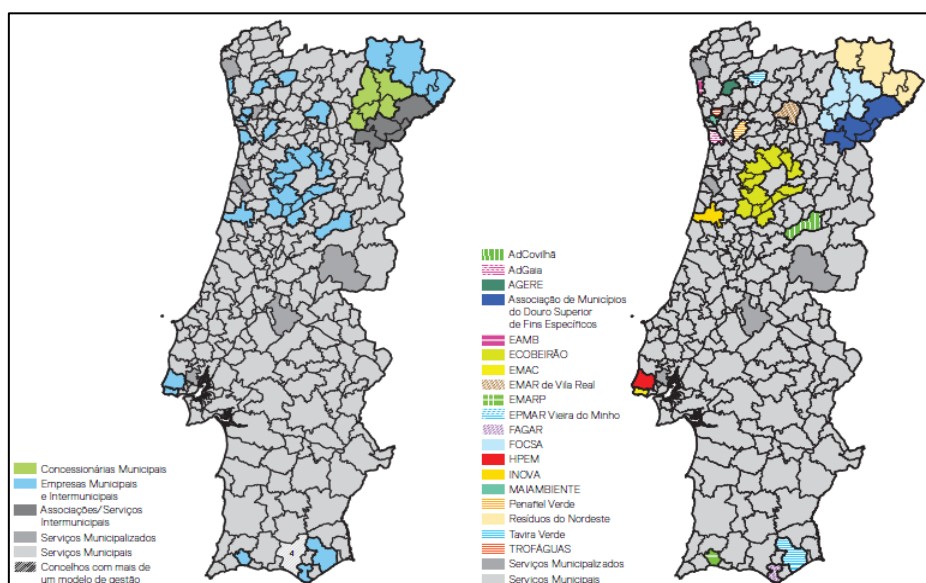 Concessionárias Municipais
Empresas Municipais
e Intermunicipais
Associações/Serviços
Intermunicipais
Serviços Municipalizados
Serviços Municipais
Concelhos com mais de
um modelo de gestão
4
AdCovilhã
AdGaia
AGERE
Associação de Municípios
do Douro Superior
de Fins Específicos
EAMB
ECOBEIRÃO
EMAC
EMAR de Vila Real
EMARP
EPMAR Vieira do Minho
FAGAR
FOCSA
HPEM
INOVA
MAIAMBIENTE
Penafiel Verde
Resíduos do Nordeste
Tavira Verde
TROFÁGUAS
Serviços Municipalizados
Serviços Municipais